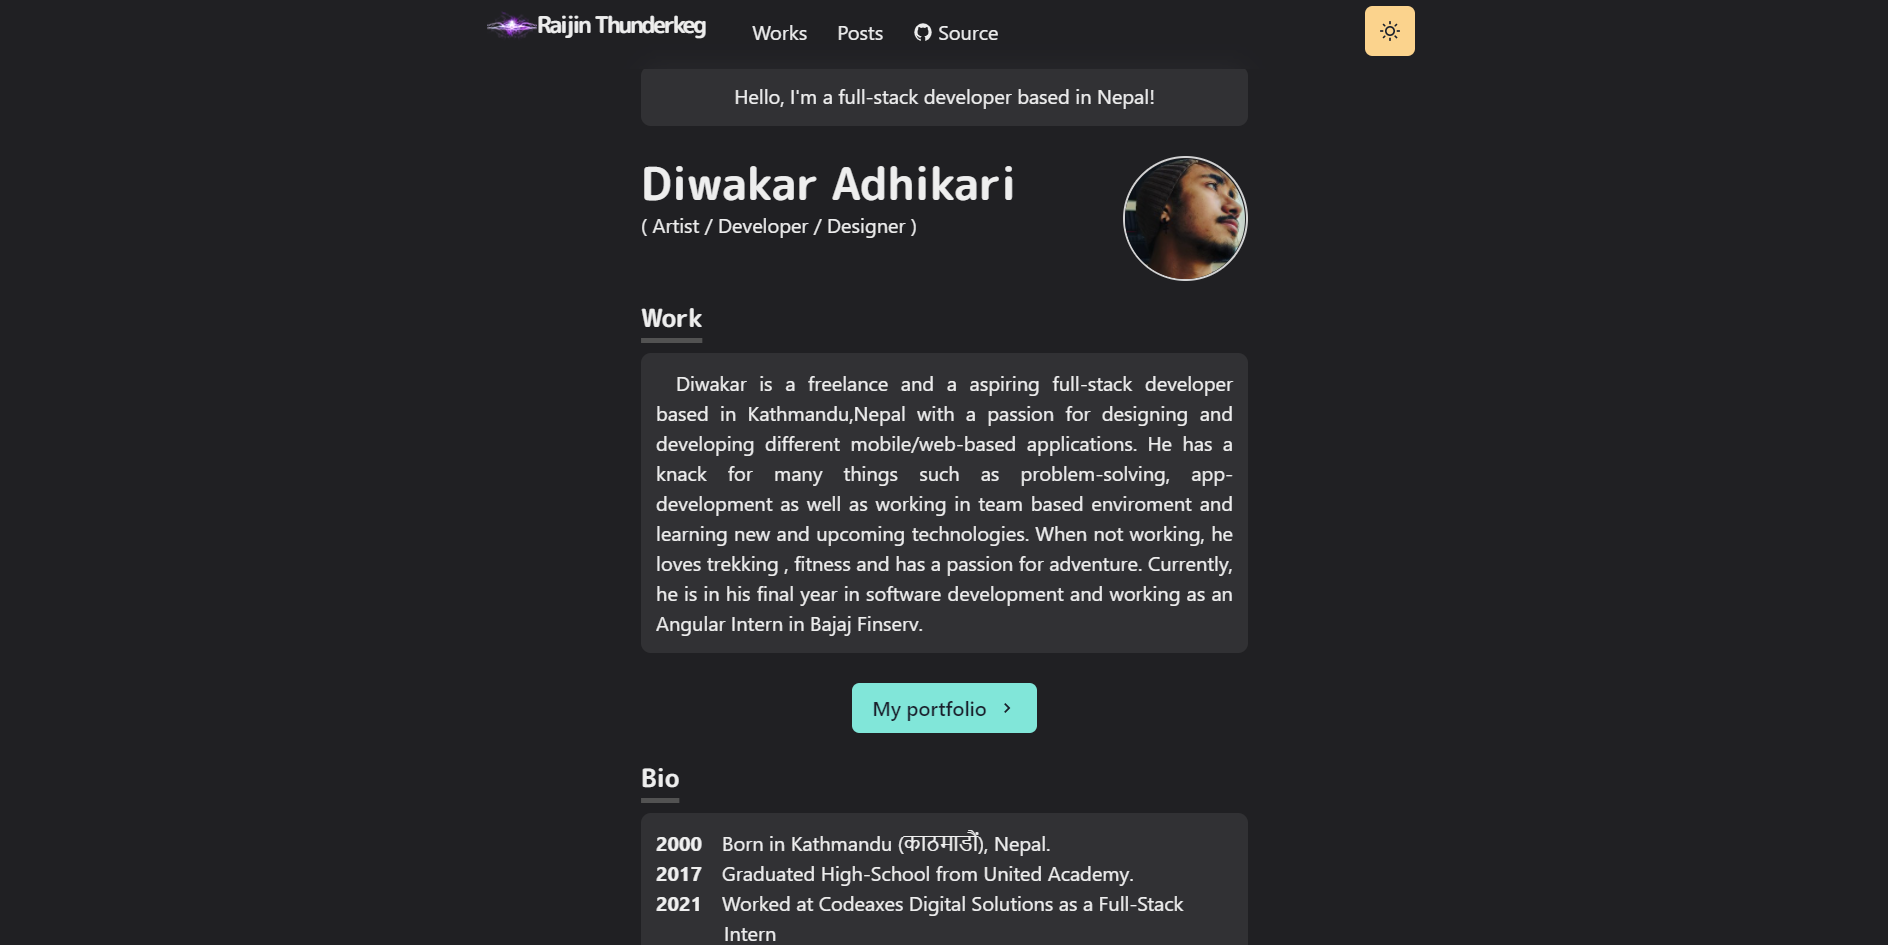 Raijin Thunderkeg
Works
Posts
Source
Hello, I'm a full-stack developer based in Nepal!
Diwakar Adhikari
( Artist / Developer / Designer )
Work
Diwakar is a freelance and a aspiring full-stack developer
based in Kathmandu,Nepal with a passion for designing and
developing different mobile/web-based applications. He has a
knack for many things such as problem-solving, app-
development as well as working in team based enviroment and
learning new and upcoming technologies. When not working, he
loves trekking , fitness and has a passion for adventure. Currently,
he is in his final year in software development and working as an
Angular Intern in Bajaj Finserv.
My portfolio
Bio
2000 Born in Kathmandu (काठमाडौं), Nepal.
2017 Graduated High-School from United Academy.
2021 Worked at Codeaxes Digital Solutions as a Full-Stack
Intern